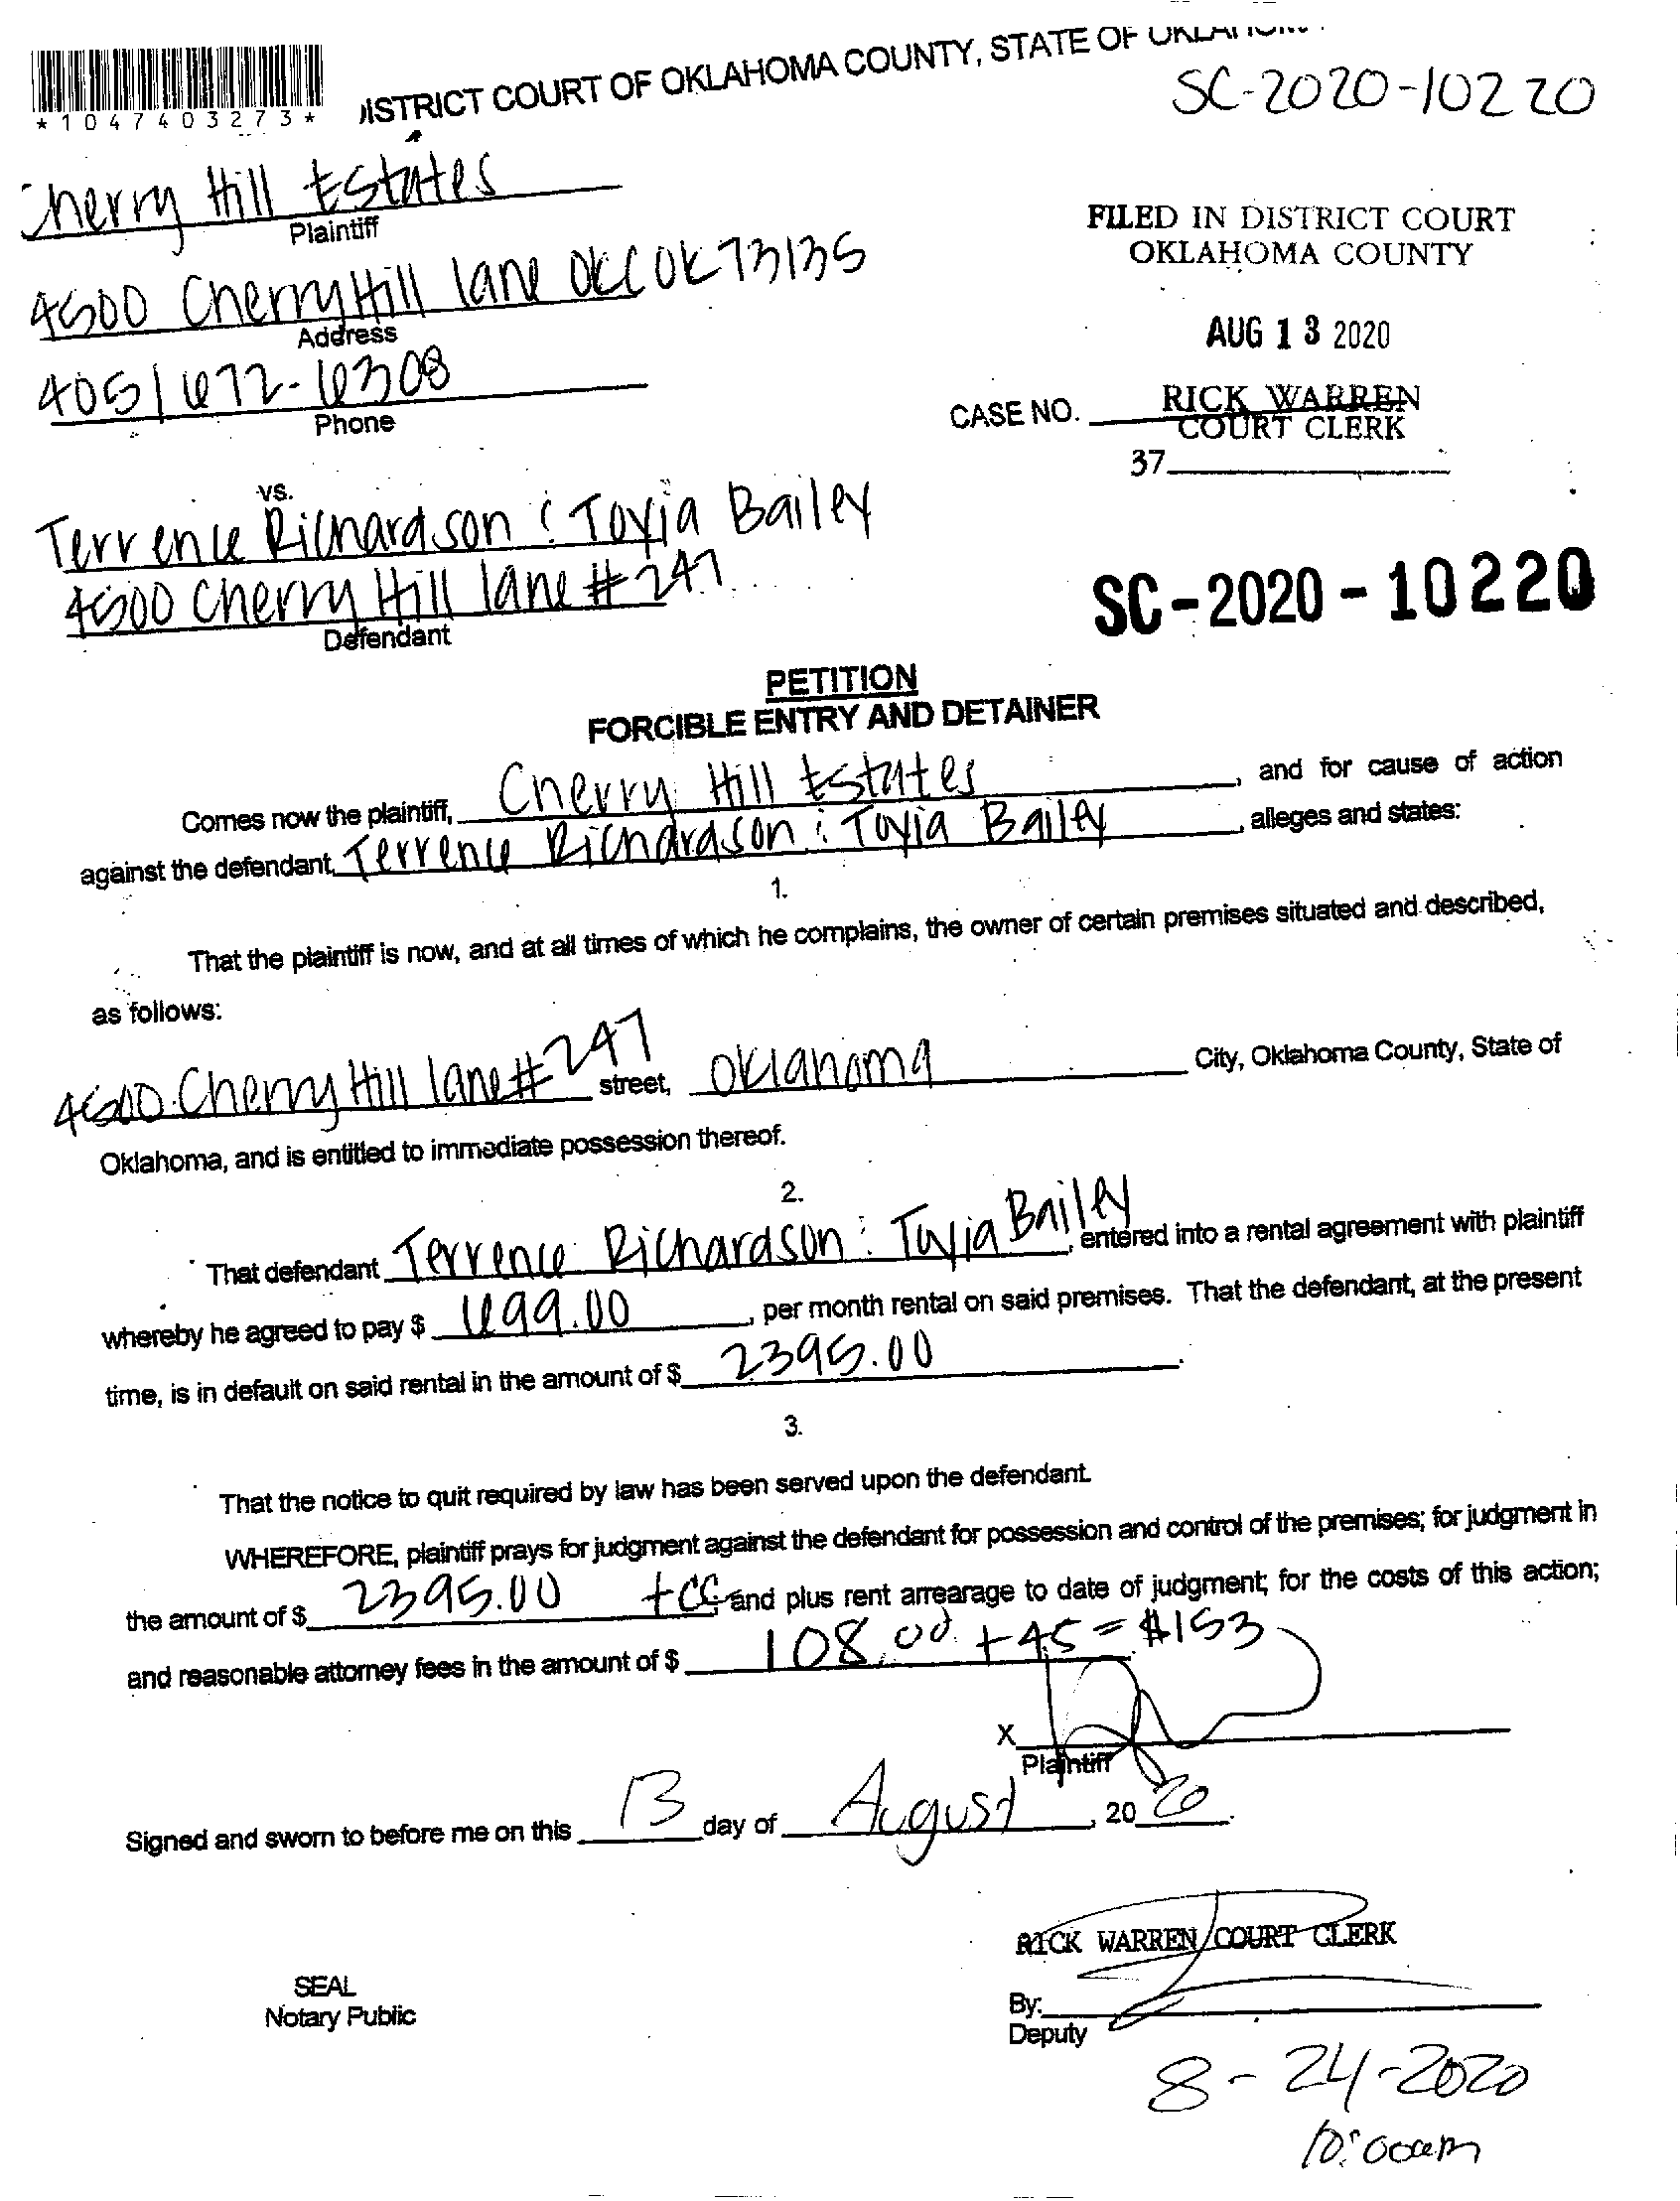 *1047403273*
ISTRICT COURT OF OKLAHOMA COUNTY, STATE OF
SC-2020-10220
Cherry Hill Estates
Plaintiff
4500 Cherry Hill lane OKC OK 73135
Address
405/672-6308
Phone
FILED IN DISTRICT COURT
OKLAHOMA COUNTY
AUG 13 2020
RICK WARREN
COURT CLERK
CASE NO.
37
vs.
Terrence Richardson : Toyia Bailey
4500 Cherry Hill lane #247
Defendant
SC-2020-10220
PETITION
FORCIBLE ENTRY AND DETAINER
Comes now the plaintiff, Cherry Hill Estates, and for cause of action
against the defendant, Terrence Richardson : Toyia Bailey, alleges and states:
1.
That the plaintiff is now, and at all times of which he complains, the owner of certain premises situated and described,
as follows:
4500 Cherry Hill lane #247 street, Oklahoma City, Oklahoma County, State of
Oklahoma, and is entitled to immediate possession thereof.
2.
That defendant Terrence Richardson : Toyia Bailey, entered into a rental agreement with plaintiff
whereby he agreed to pay $ 699.00, per month rental on said premises. That the defendant, at the present
time, is in default on said rental in the amount of $ 2395.00.
3.
That the notice to quit required by law has been served upon the defendant.
WHEREFORE, plaintiff prays for judgment against the defendant for possession and control of the premises; for judgment in
the amount of $ 2395.00 +CC, and plus rent arrearage to date of judgment; for the costs of this action;
and reasonable attorney fees in the amount of $ 108.00 + 45 = $153
X
Plaintiff
Signed and sworn to before me on this 13 day of August, 2020.
RICK WARREN COURT CLERK
SEAL
Notary Public
By:
Deputy
8-24-2020
10:00am